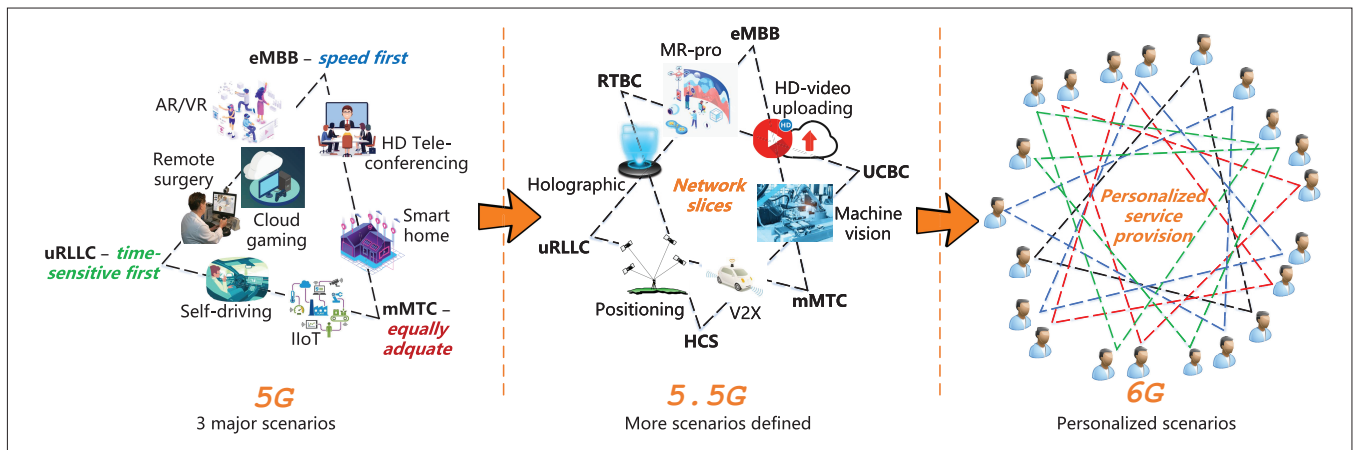 eMBB – speed first
AR/VR
HD Tele-
conferencing
Remote
surgery
Cloud
gaming
Smart
home
uRLLC – time-
sensitive first
Self-driving
IIoT
mMTC –
equally
adquate
5G
3 major scenarios
eMBB
MR-pro
RTBC
HD-video
uploading
HD
UCBC
Holographic
Network
slices
Machine
vision
uRLLC
mMTC
Positioning
V2X
HCS
5.5G
More scenarios defined
Personalized
service
provision
6G
Personalized scenarios